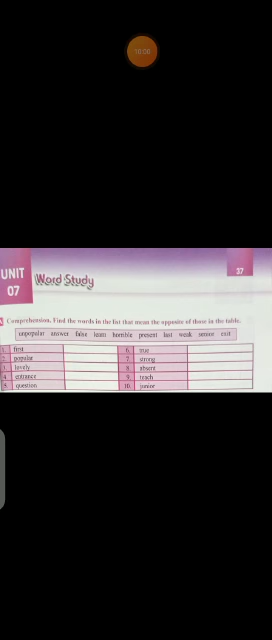 10:00
UNIT
07
Word Study
37
Comprehension. Find the words in the list that mean the opposite of those in the table.
unpopular answer false learn horrible present last weak senior exit
1. first
2. popular
3. lovely
4. entrance
5. question
6. true
7. strong
8. absent
9. teach
10. junior